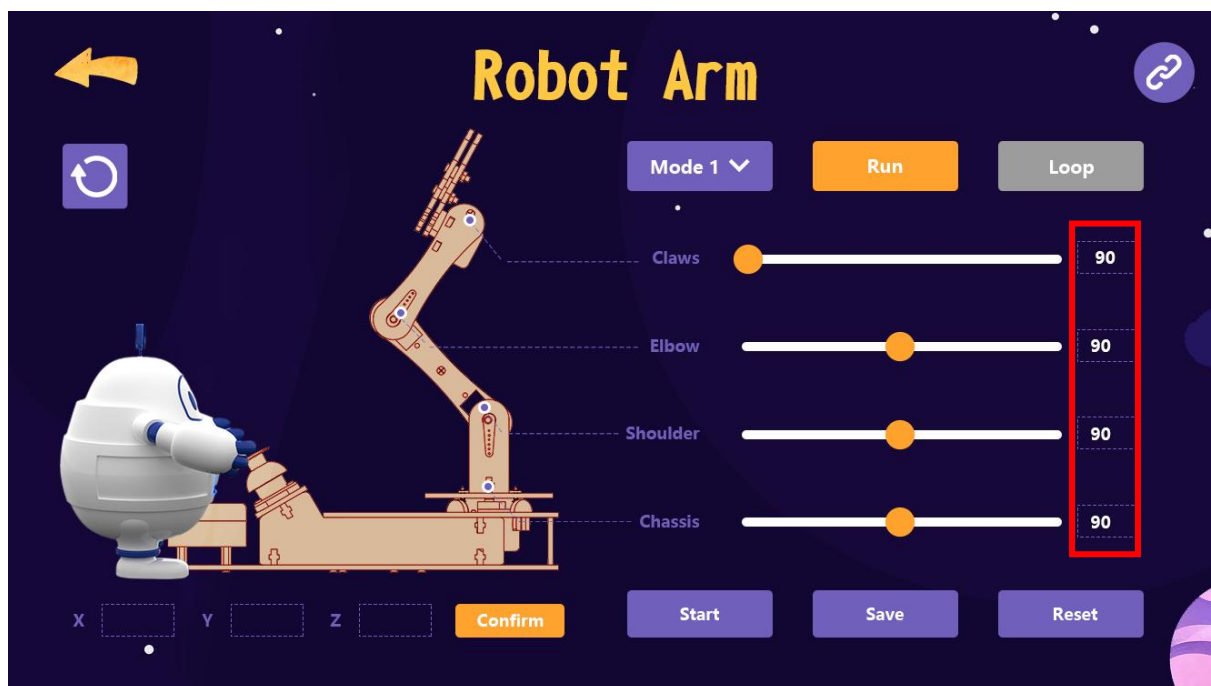 Robot Arm
Mode 1
Run
Loop
Claws
90
Elbow
90
Shoulder
90
Chassis
90
X
Y
Z
Confirm
Start
Save
Reset